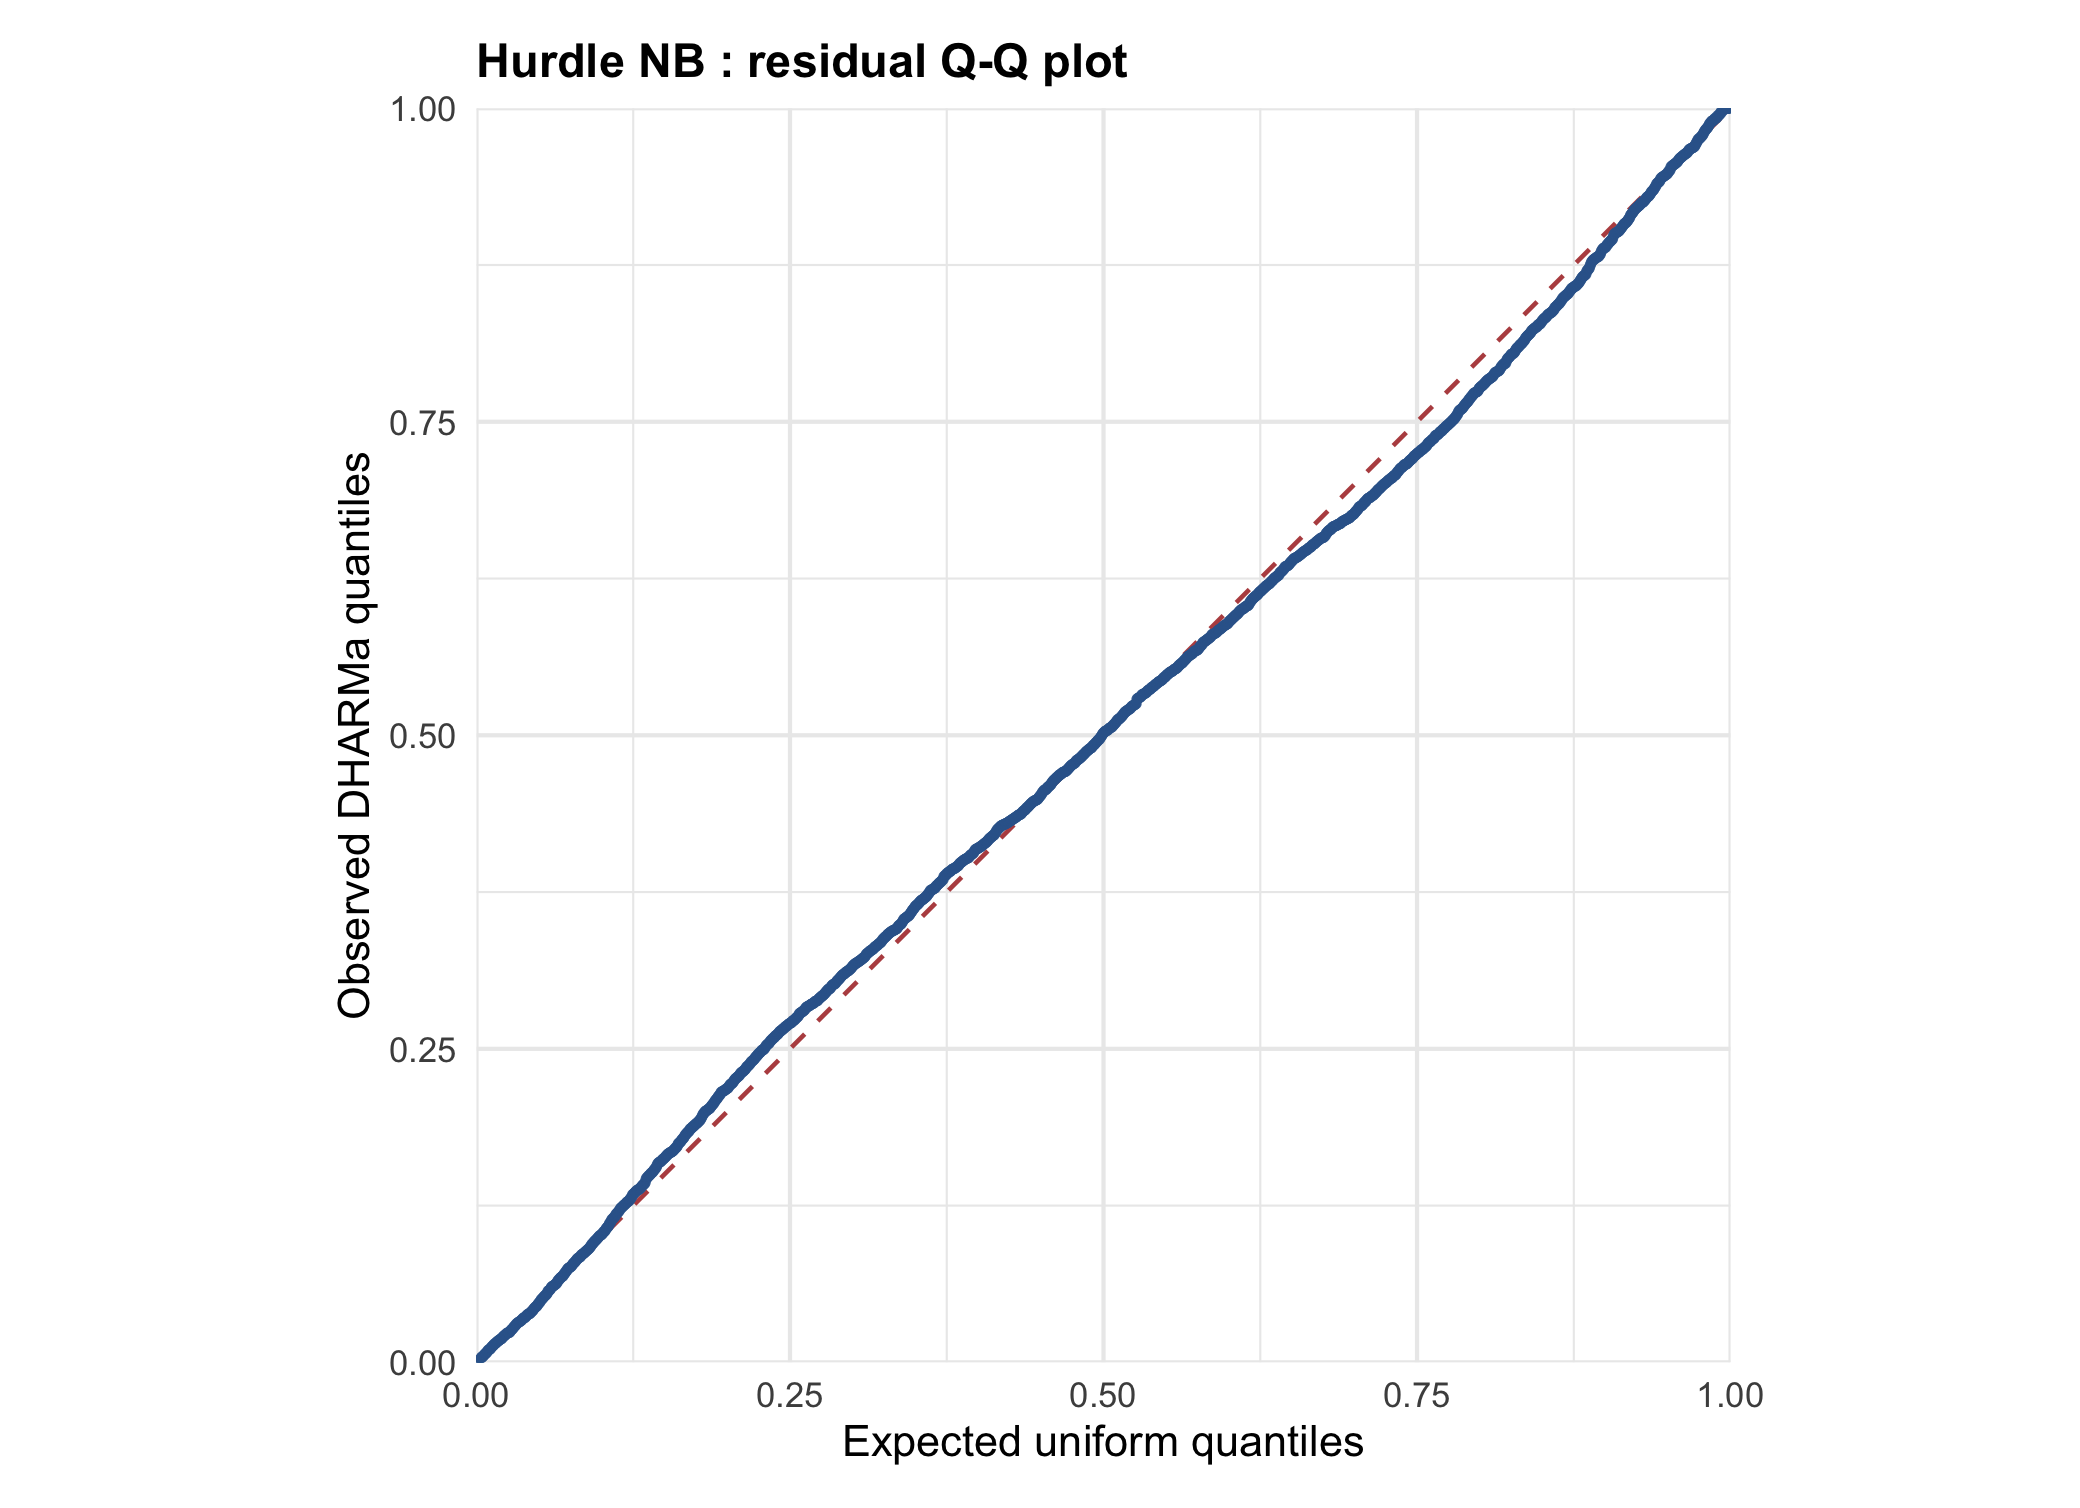 Hurdle NB : residual Q-Q plot
1.00
0.75
0.50
0.25
0.00
Observed DHARMa quantiles
0.00 0.25 0.50 0.75 1.00
Expected uniform quantiles